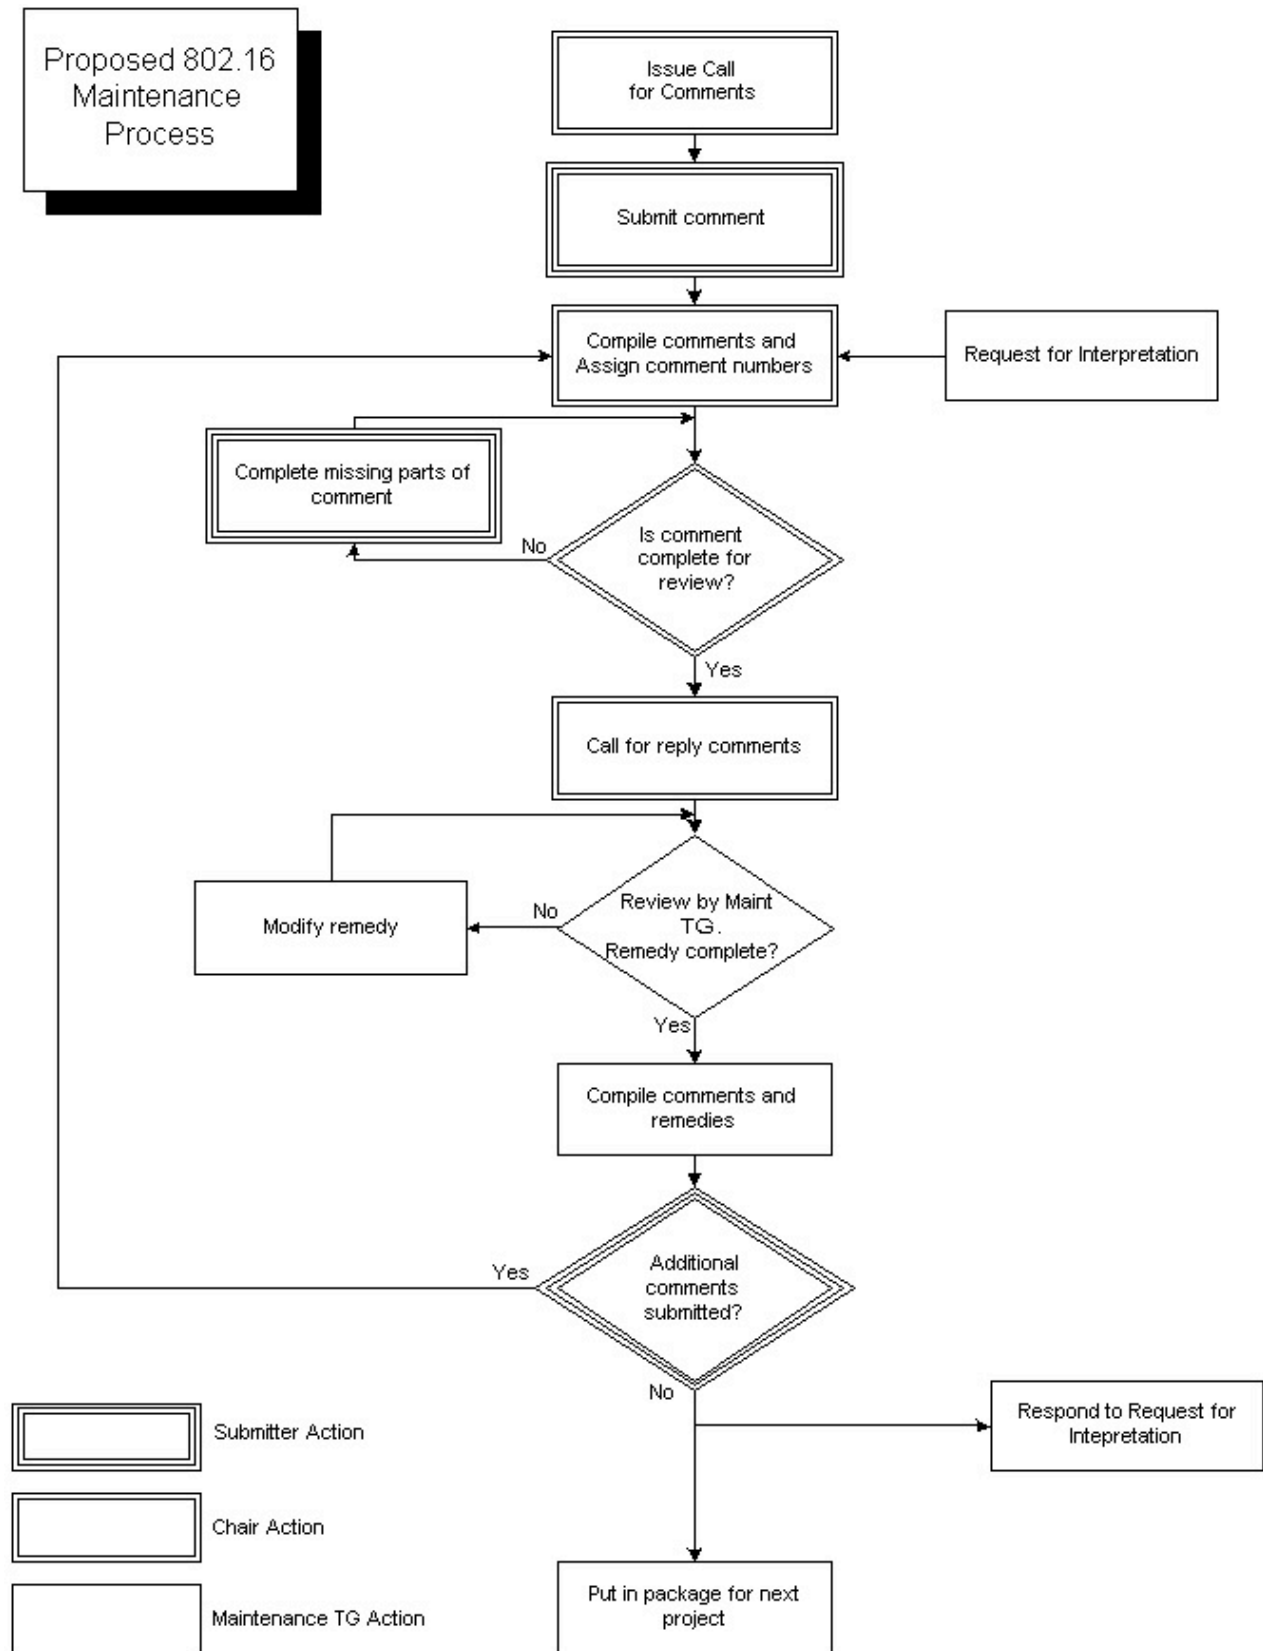 Proposed 802.16
Maintenance
Process
Issue Call
for Comments
Submit comment
Compile comments and
Assign comment numbers
Request for Interpretation
Complete missing parts of
comment
No
Is comment
complete for
review?
Yes
Call for reply comments
Modify remedy
No
Review by Maint
TG.
Remedy complete?
Yes
Compile comments and
remedies
Yes
Additional
comments
submitted?
No
Respond to Request for
Intepretation
Submitter Action
Chair Action
Maintenance TG Action
Put in package for next
project